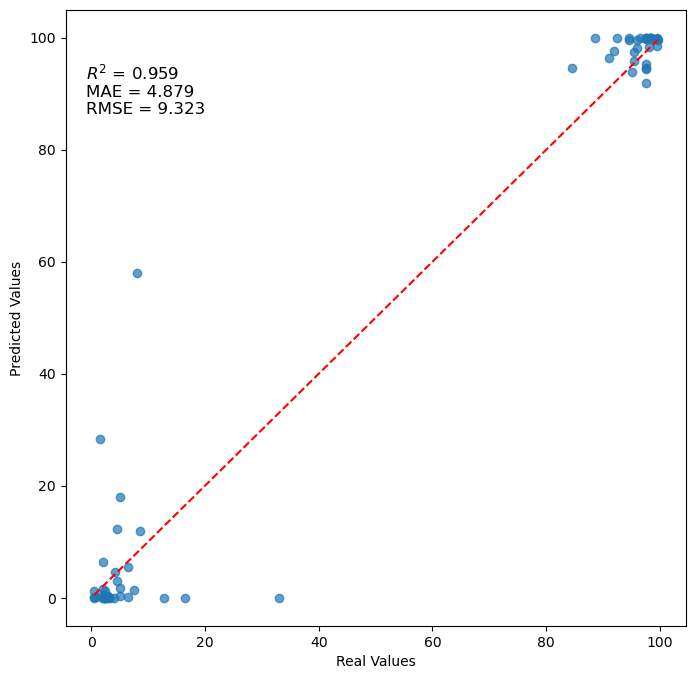 100
80
60
40
20
0
Predicted Values
R² = 0.959
MAE = 4.879
RMSE = 9.323
0
20
40
60
80
100
Real Values